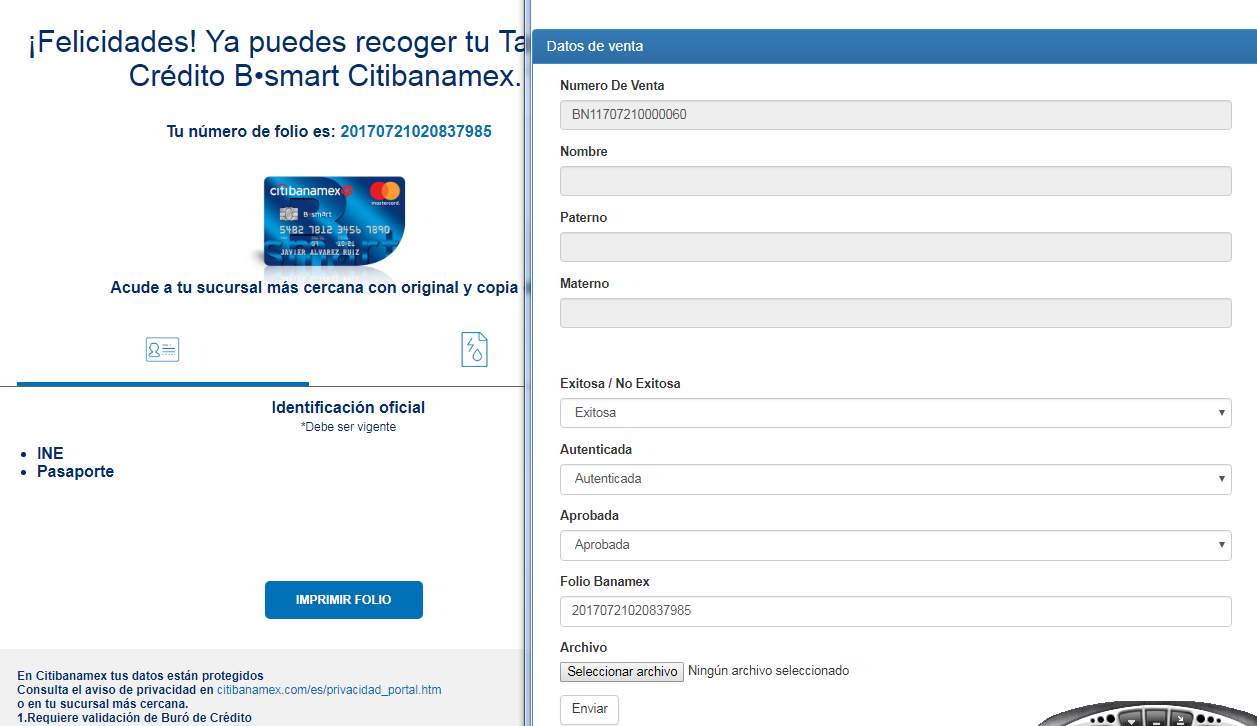 ¡Felicidades! Ya puedes recoger tu Ta
Crédito B•smart Citibanamex.
Tu número de folio es: 20170721020837985
citibanamex
mastercard.
B•smart
5482 7812 3456 7890
07 10/21
JAVIER ALVAREZ RUIZ
Acude a tu sucursal más cercana con original y copia
Identificación oficial
*Debe ser vigente
INE
Pasaporte
IMPRIMIR FOLIO
En Citibanamex tus datos están protegidos
Consulta el aviso de privacidad en citibanamex.com/es/privacidad_portal.htm
o en tu sucursal más cercana.
1.Requiere validación de Buró de Crédito
Datos de venta
Numero De Venta
BN11707210000060
Nombre
Paterno
Materno
Exitosa / No Exitosa
Exitosa
Autenticada
Autenticada
Aprobada
Aprobada
Folio Banamex
20170721020837985
Archivo
Seleccionar archivo Ningún archivo seleccionado
Enviar